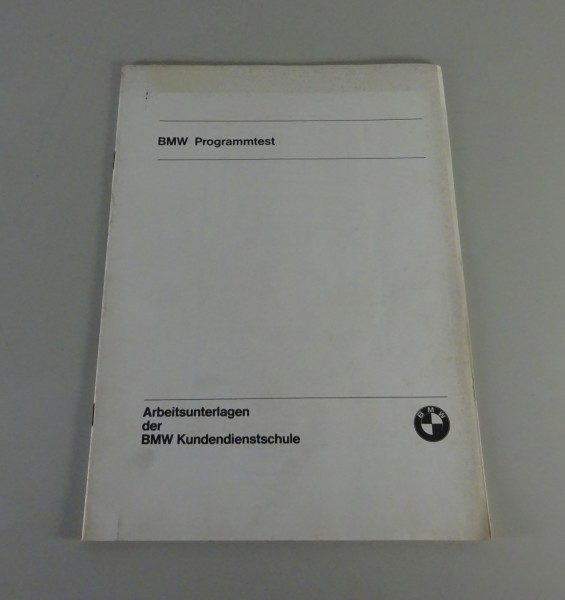 BMW Programmtest
Arbeitsunterlagen
der
BMW Kundendienstschule
BMW